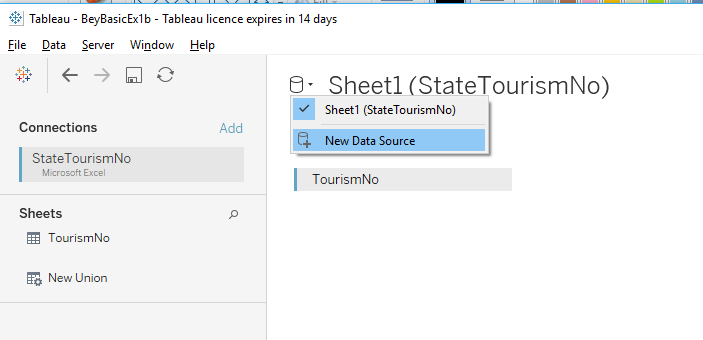 Tableau - BeyBasicEx1b - Tableau licence expires in 14 days
File Data Server Window Help
Sheet1 (StateTourismNo)
Sheet1 (StateTourismNo)
New Data Source
Connections Add
StateTourismNo
Microsoft Excel
TourismNo
Sheets
TourismNo
New Union